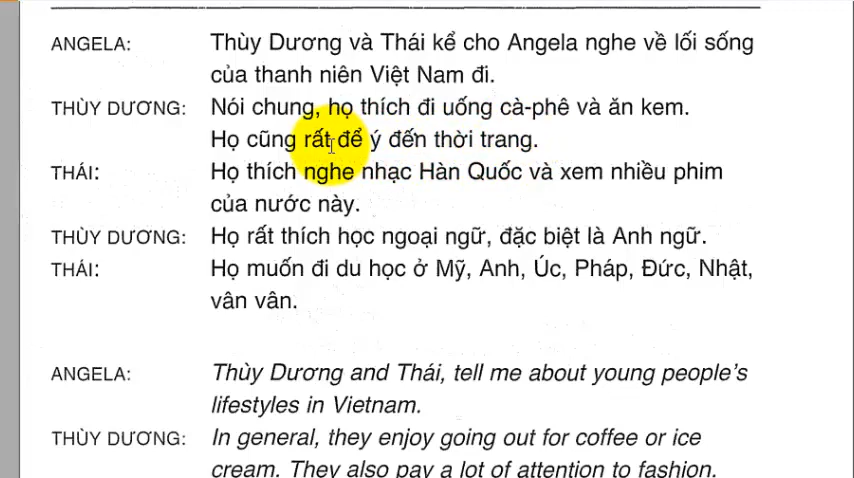 ANGELA: Thùy Dương và Thái kể cho Angela nghe về lối sống
của thanh niên Việt Nam đi.
THÙY DƯƠNG: Nói chung, họ thích đi uống cà-phê và ăn kem.
Họ cũng rất để ý đến thời trang.
THÁI: Họ thích nghe nhạc Hàn Quốc và xem nhiều phim
của nước này.
THÙY DƯƠNG: Họ rất thích học ngoại ngữ, đặc biệt là Anh ngữ.
THÁI: Họ muốn đi du học ở Mỹ, Anh, Úc, Pháp, Đức, Nhật,
vân vân.
ANGELA: Thùy Dương and Thái, tell me about young people's
lifestyles in Vietnam.
THÙY DƯƠNG: In general, they enjoy going out for coffee or ice
cream. They also pay a lot of attention to fashion.